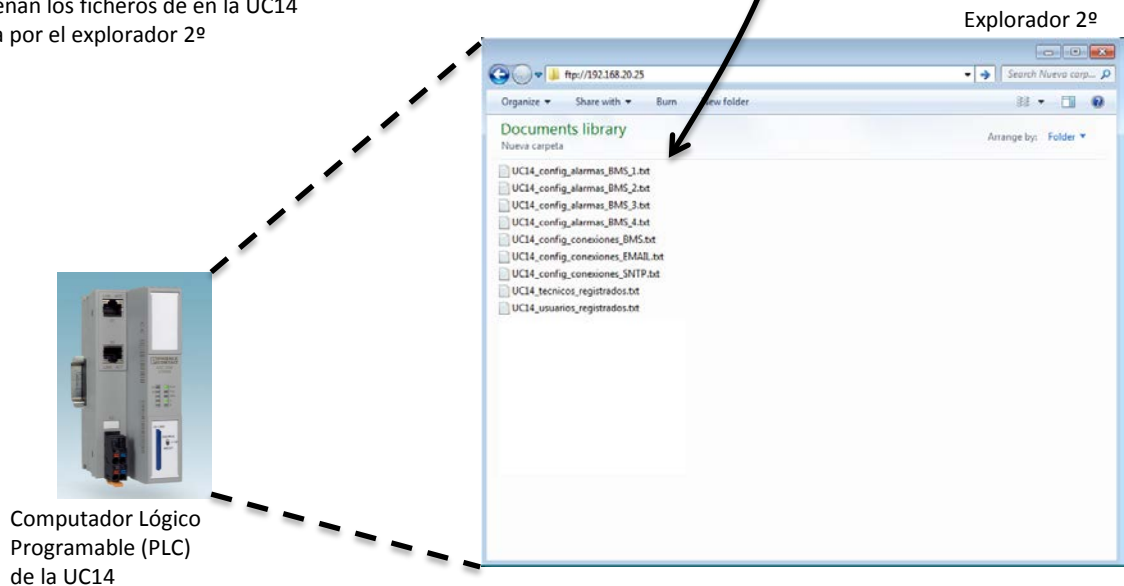 los ficheros de en la UC14
por el explorador 2º
Explorador 2º
ftp://192.168.20.25
Search Nueva carp...
Organize
Share with
Burn
New folder
Documents library
Nueva carpeta
Arrange by: Folder
UC14_config_alarmas_BMS_1.txt
UC14_config_alarmas_BMS_2.txt
UC14_config_alarmas_BMS_3.txt
UC14_config_alarmas_BMS_4.txt
UC14_config_conexiones_BMS.txt
UC14_config_conexiones_EMAIL.txt
UC14_config_conexiones_SNTP.txt
UC14_tecnicos_registrados.txt
UC14_usuarios_registrados.txt
Computador Lógico
Programable (PLC)
de la UC14